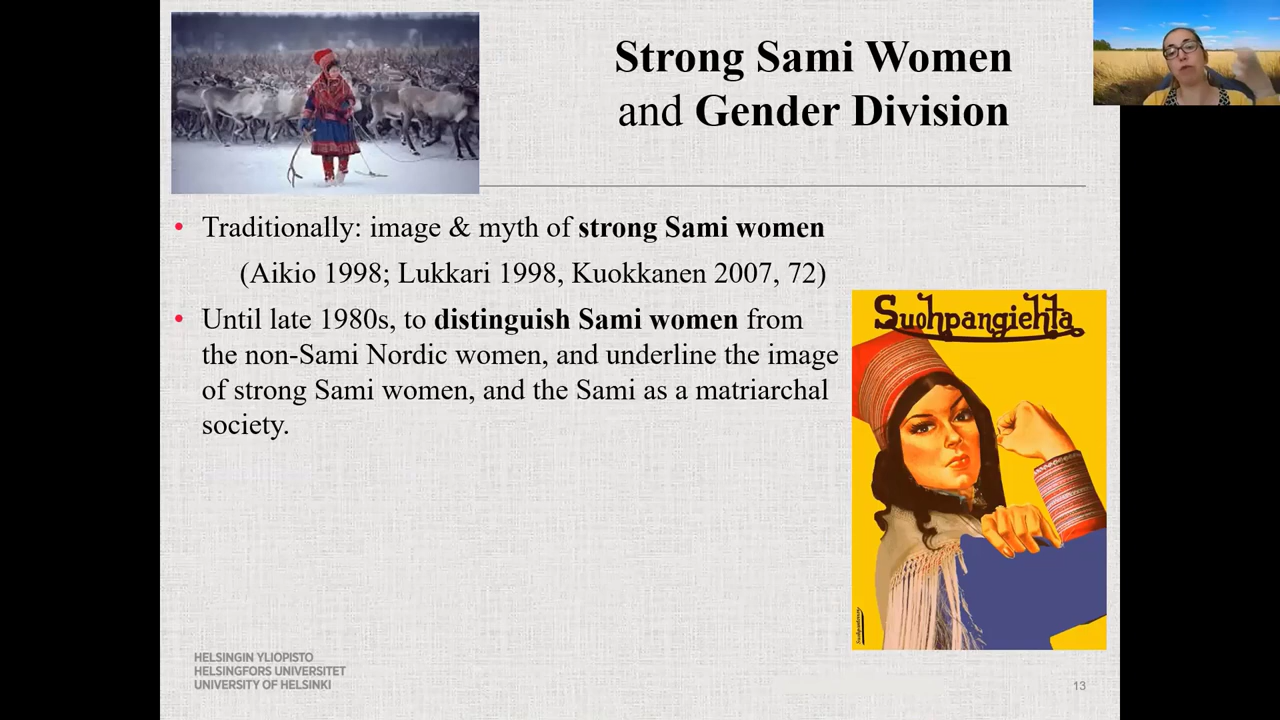 Strong Sami Women
and Gender Division
• Traditionally: image & myth of strong Sami women
(Aikio 1998; Lukkari 1998, Kuokkanen 2007, 72)
• Until late 1980s, to distinguish Sami women from
the non-Sami Nordic women, and underline the image
of strong Sami women, and the Sami as a matriarchal
society.
Suohpangiehta
HELSINGIN YLIOPISTO
HELSINGFORS UNIVERSITET
UNIVERSITY OF HELSINKI
13